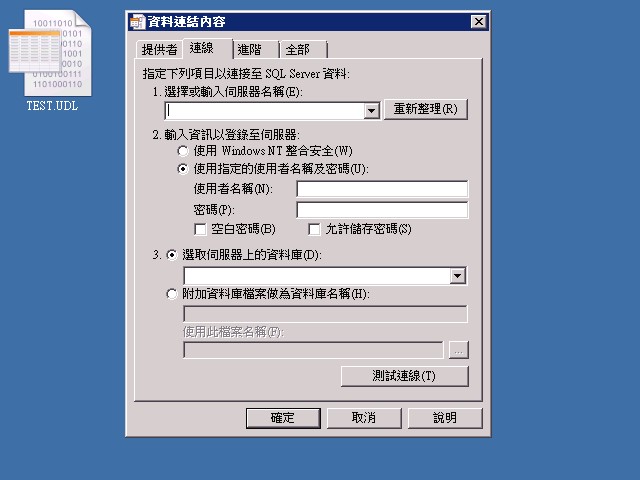 10011010
TEST.UDL
資料連結內容
提供者
連線
進階
全部
指定下列項目以連接至 SQL Server 資料:
1. 選擇或輸入伺服器名稱(E):
重新整理(R)
2. 輸入資訊以登錄至伺服器:
使用 Windows NT 整合安全(W)
使用指定的使用者名稱及密碼(U):
使用者名稱(N):
密碼(P):
空白密碼(B)
允許儲存密碼(S)
3. 選取伺服器上的資料庫(D):
附加資料庫檔案做為資料庫名稱(H):
使用此檔案名稱(F):
...
測試連線(T)
確定
取消
說明